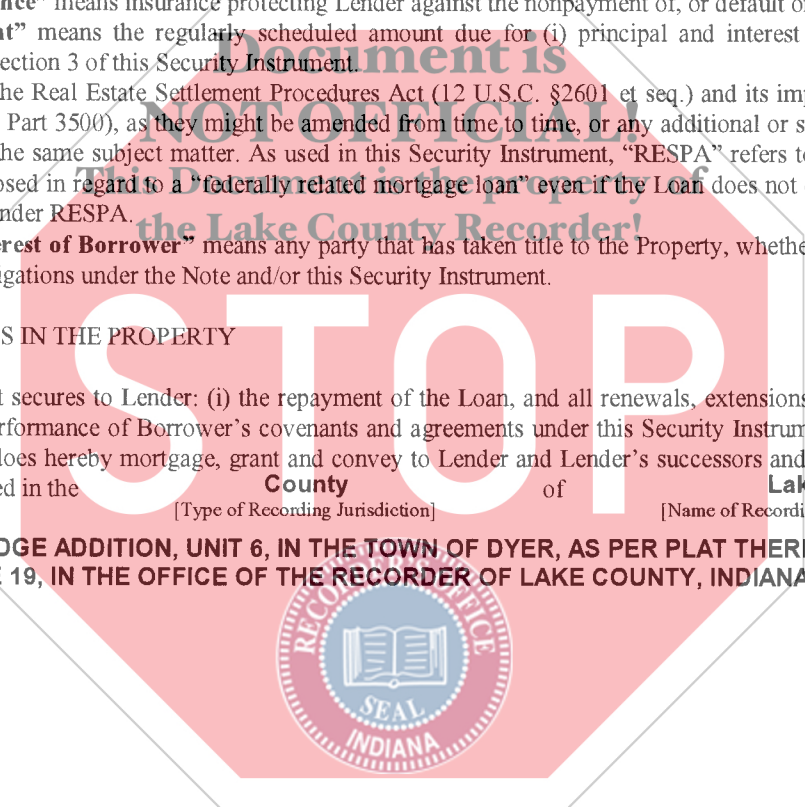 nce” means insurance protecting Lender against the nonpayment of, or default o
nt” means the regularly scheduled amount due for (i) principal and interest
ection 3 of this Security Instrument.
Document is
he Real Estate Settlement Procedures Act (12 U.S.C. §2601 et seq.) and its im
NOT OFFICIAL!
Part 3500), as they might be amended from time to time, or any additional or s
he same subject matter. As used in this Security Instrument, “RESPA” refers t
This Document is the property of
osed in regard to a “federally related mortgage loan” even if the Loan does not
nder RESPA.
the Lake County Recorder!
erest of Borrower” means any party that has taken title to the Property, whethe
igations under the Note and/or this Security Instrument.
STOP
S IN THE PROPERTY
t secures to Lender: (i) the repayment of the Loan, and all renewals, extensions
rformance of Borrower’s covenants and agreements under this Security Instrum
does hereby mortgage, grant and convey to Lender and Lender’s successors and
ed in the County of Lak
[Type of Recording Jurisdiction] [Name of Recordi
DGE ADDITION, UNIT 6, IN THE TOWN OF DYER, AS PER PLAT THERE
E 19, IN THE OFFICE OF THE RECORDER OF LAKE COUNTY, INDIANA
RECORDER'S OFFICE
SEAL
INDIANA